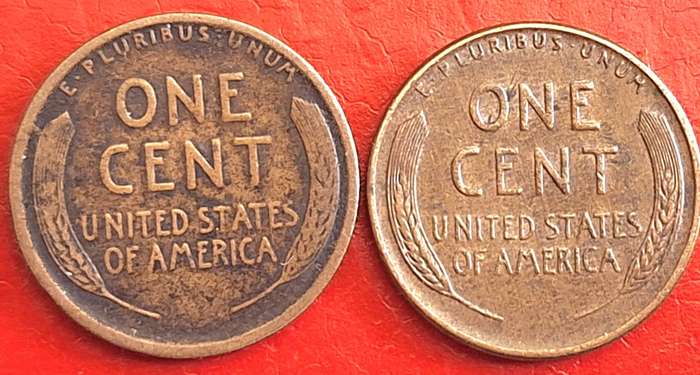 E·PLURIBUS·UNUM
ONE
CENT
UNITED STATES
OF AMERICA
E·PLURIBUS·UNUM
ONE
CENT
UNITED STATES
OF AMERICA